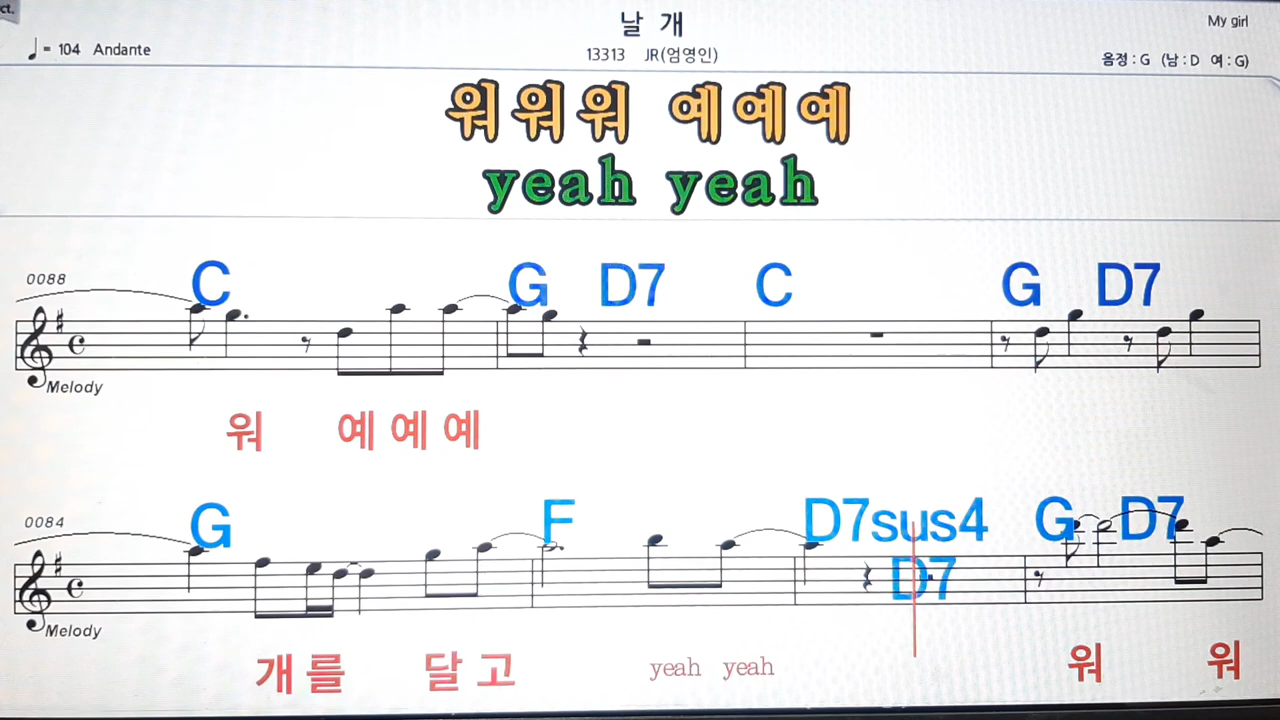 ct.
날 개
My girl
♩= 104 Andante
13313 JR(엄영인)
음정 : G (남 : D 여 : G)
워워워 예예예
yeah yeah
0088
C G D7 C G D7
Melody
워 예 예 예
0084
G F D7sus4 G D7
D7
Melody
개 를 달 고 yeah yeah 워 워